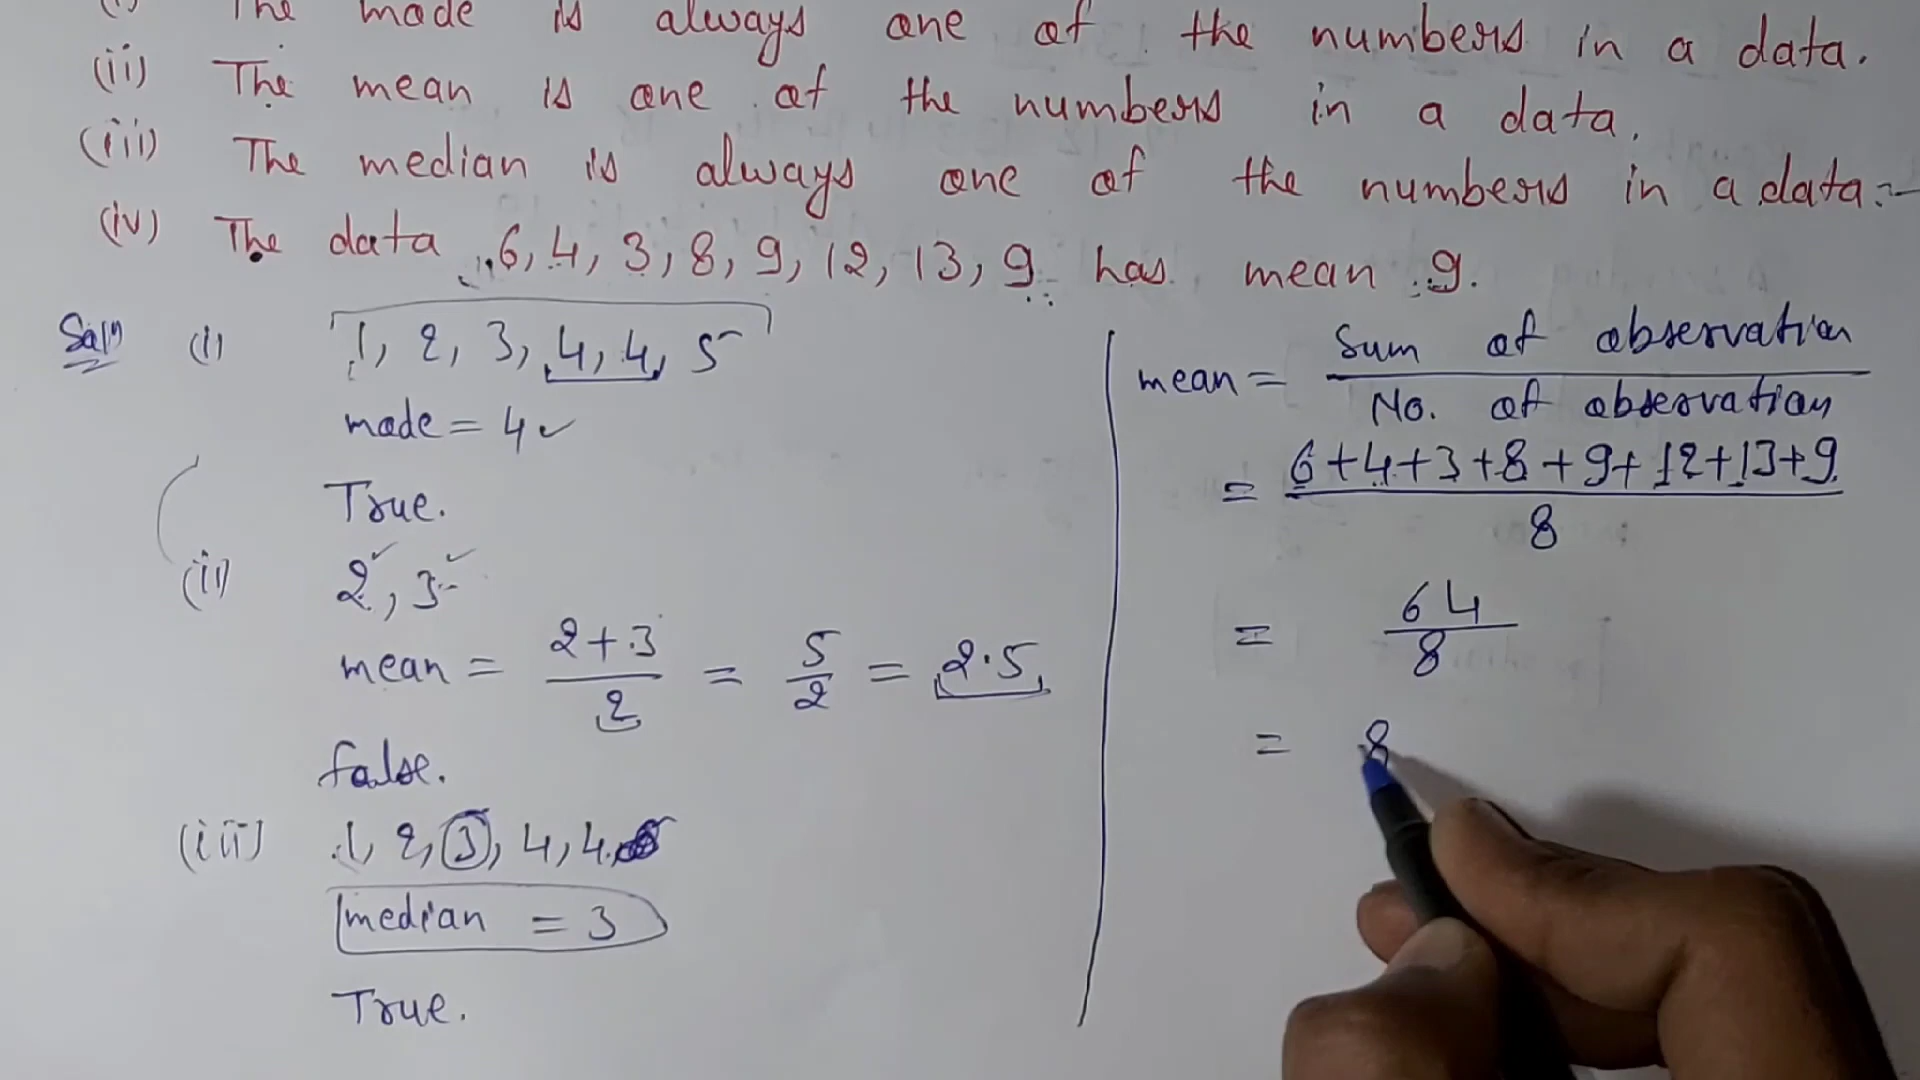 (i) The mode is always one of the numbers in a data.
(ii) The mean is one of the numbers in a data.
(iii) The median is always one of the numbers in a data.
(iv) The data 6, 4, 3, 8, 9, 12, 13, 9 has mean 9.
Soln (i) 1, 2, 3, 4, 4, 5
mode = 4 ✓
True.
(ii) 2, 3
mean = 2+3/2 = 5/2 = 2.5
false.
(iii) 1, 2, 3, 4, 4
median = 3
True.
mean = Sum of observation / No. of observation
= 6+4+3+8+9+12+13+9 / 8
= 64/8
= 8